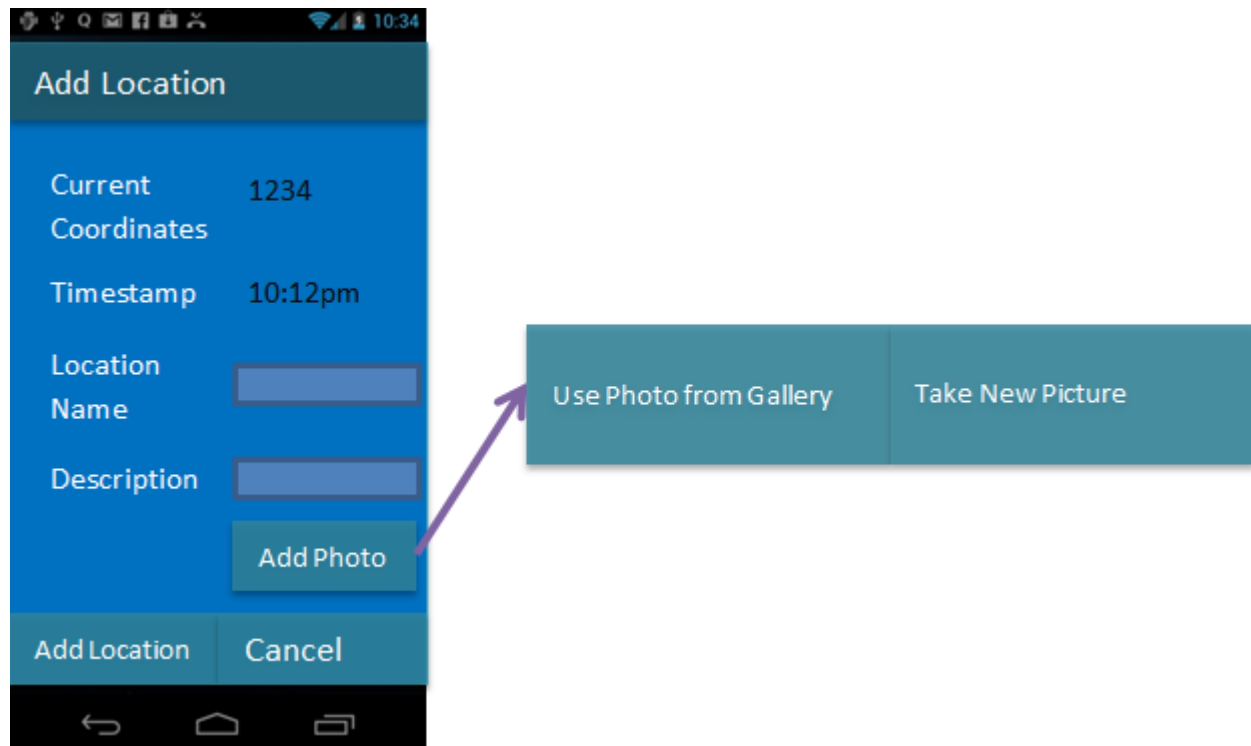 10:34
Add Location
Current
Coordinates
1234
Timestamp
10:12pm
Location
Name
Description
Add Photo
Add Location
Cancel
Use Photo from Gallery
Take New Picture